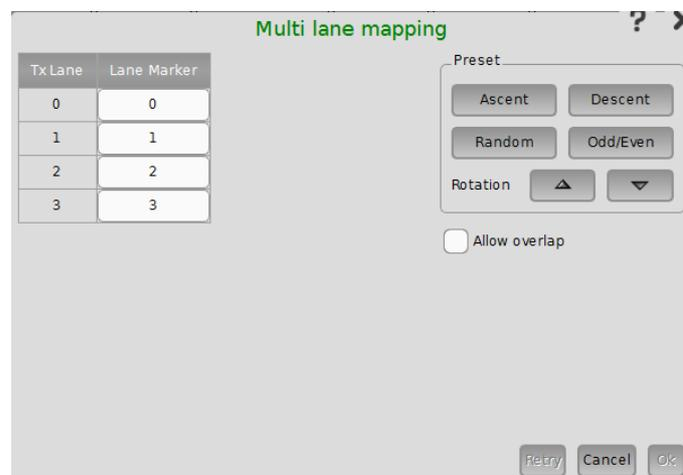 Multi lane mapping
?
Tx Lane Lane Marker
0 0
1 1
2 2
3 3
Preset
Ascent Descent
Random Odd/Even
Rotation
Allow overlap
Retry Cancel Ok